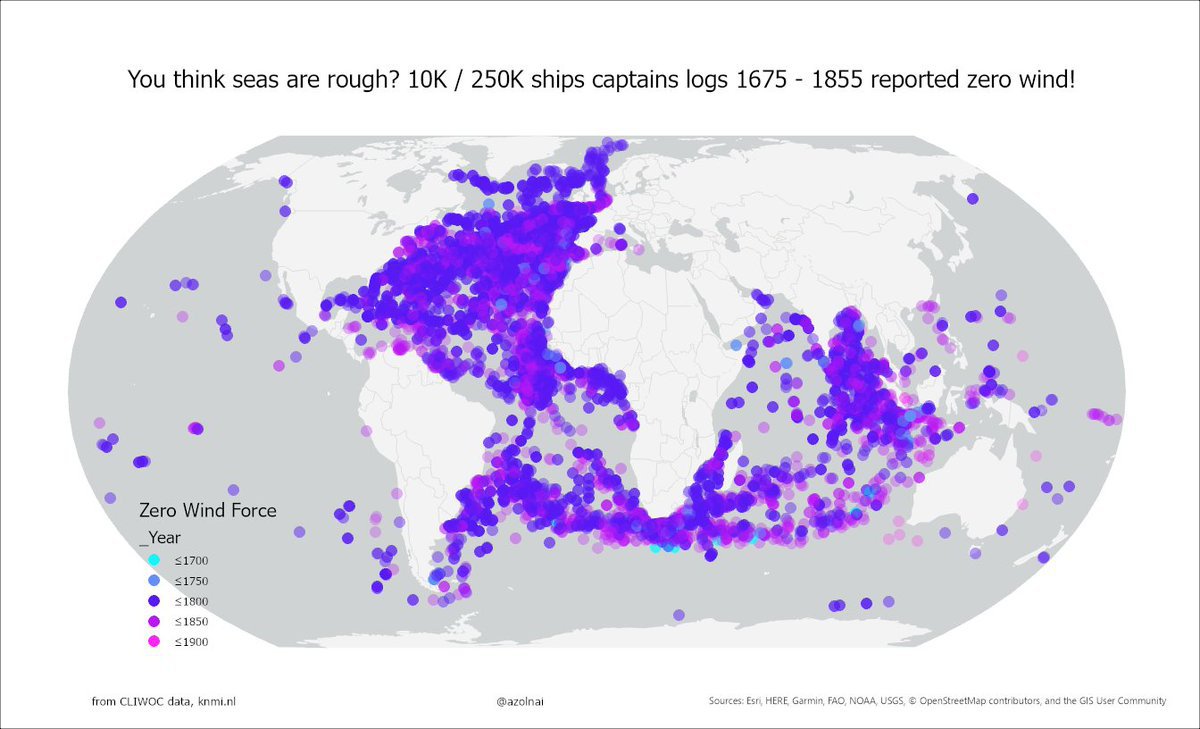 You think seas are rough? 10K / 250K ships captains logs 1675 - 1855 reported zero wind!
Zero Wind Force
_Year
≤1700
≤1750
≤1800
≤1850
≤1900
from CLIWOC data, knmi.nl
@azolnai
Sources: Esri, HERE, Garmin, FAO, NOAA, USGS, © OpenStreetMap contributors, and the GIS User Community